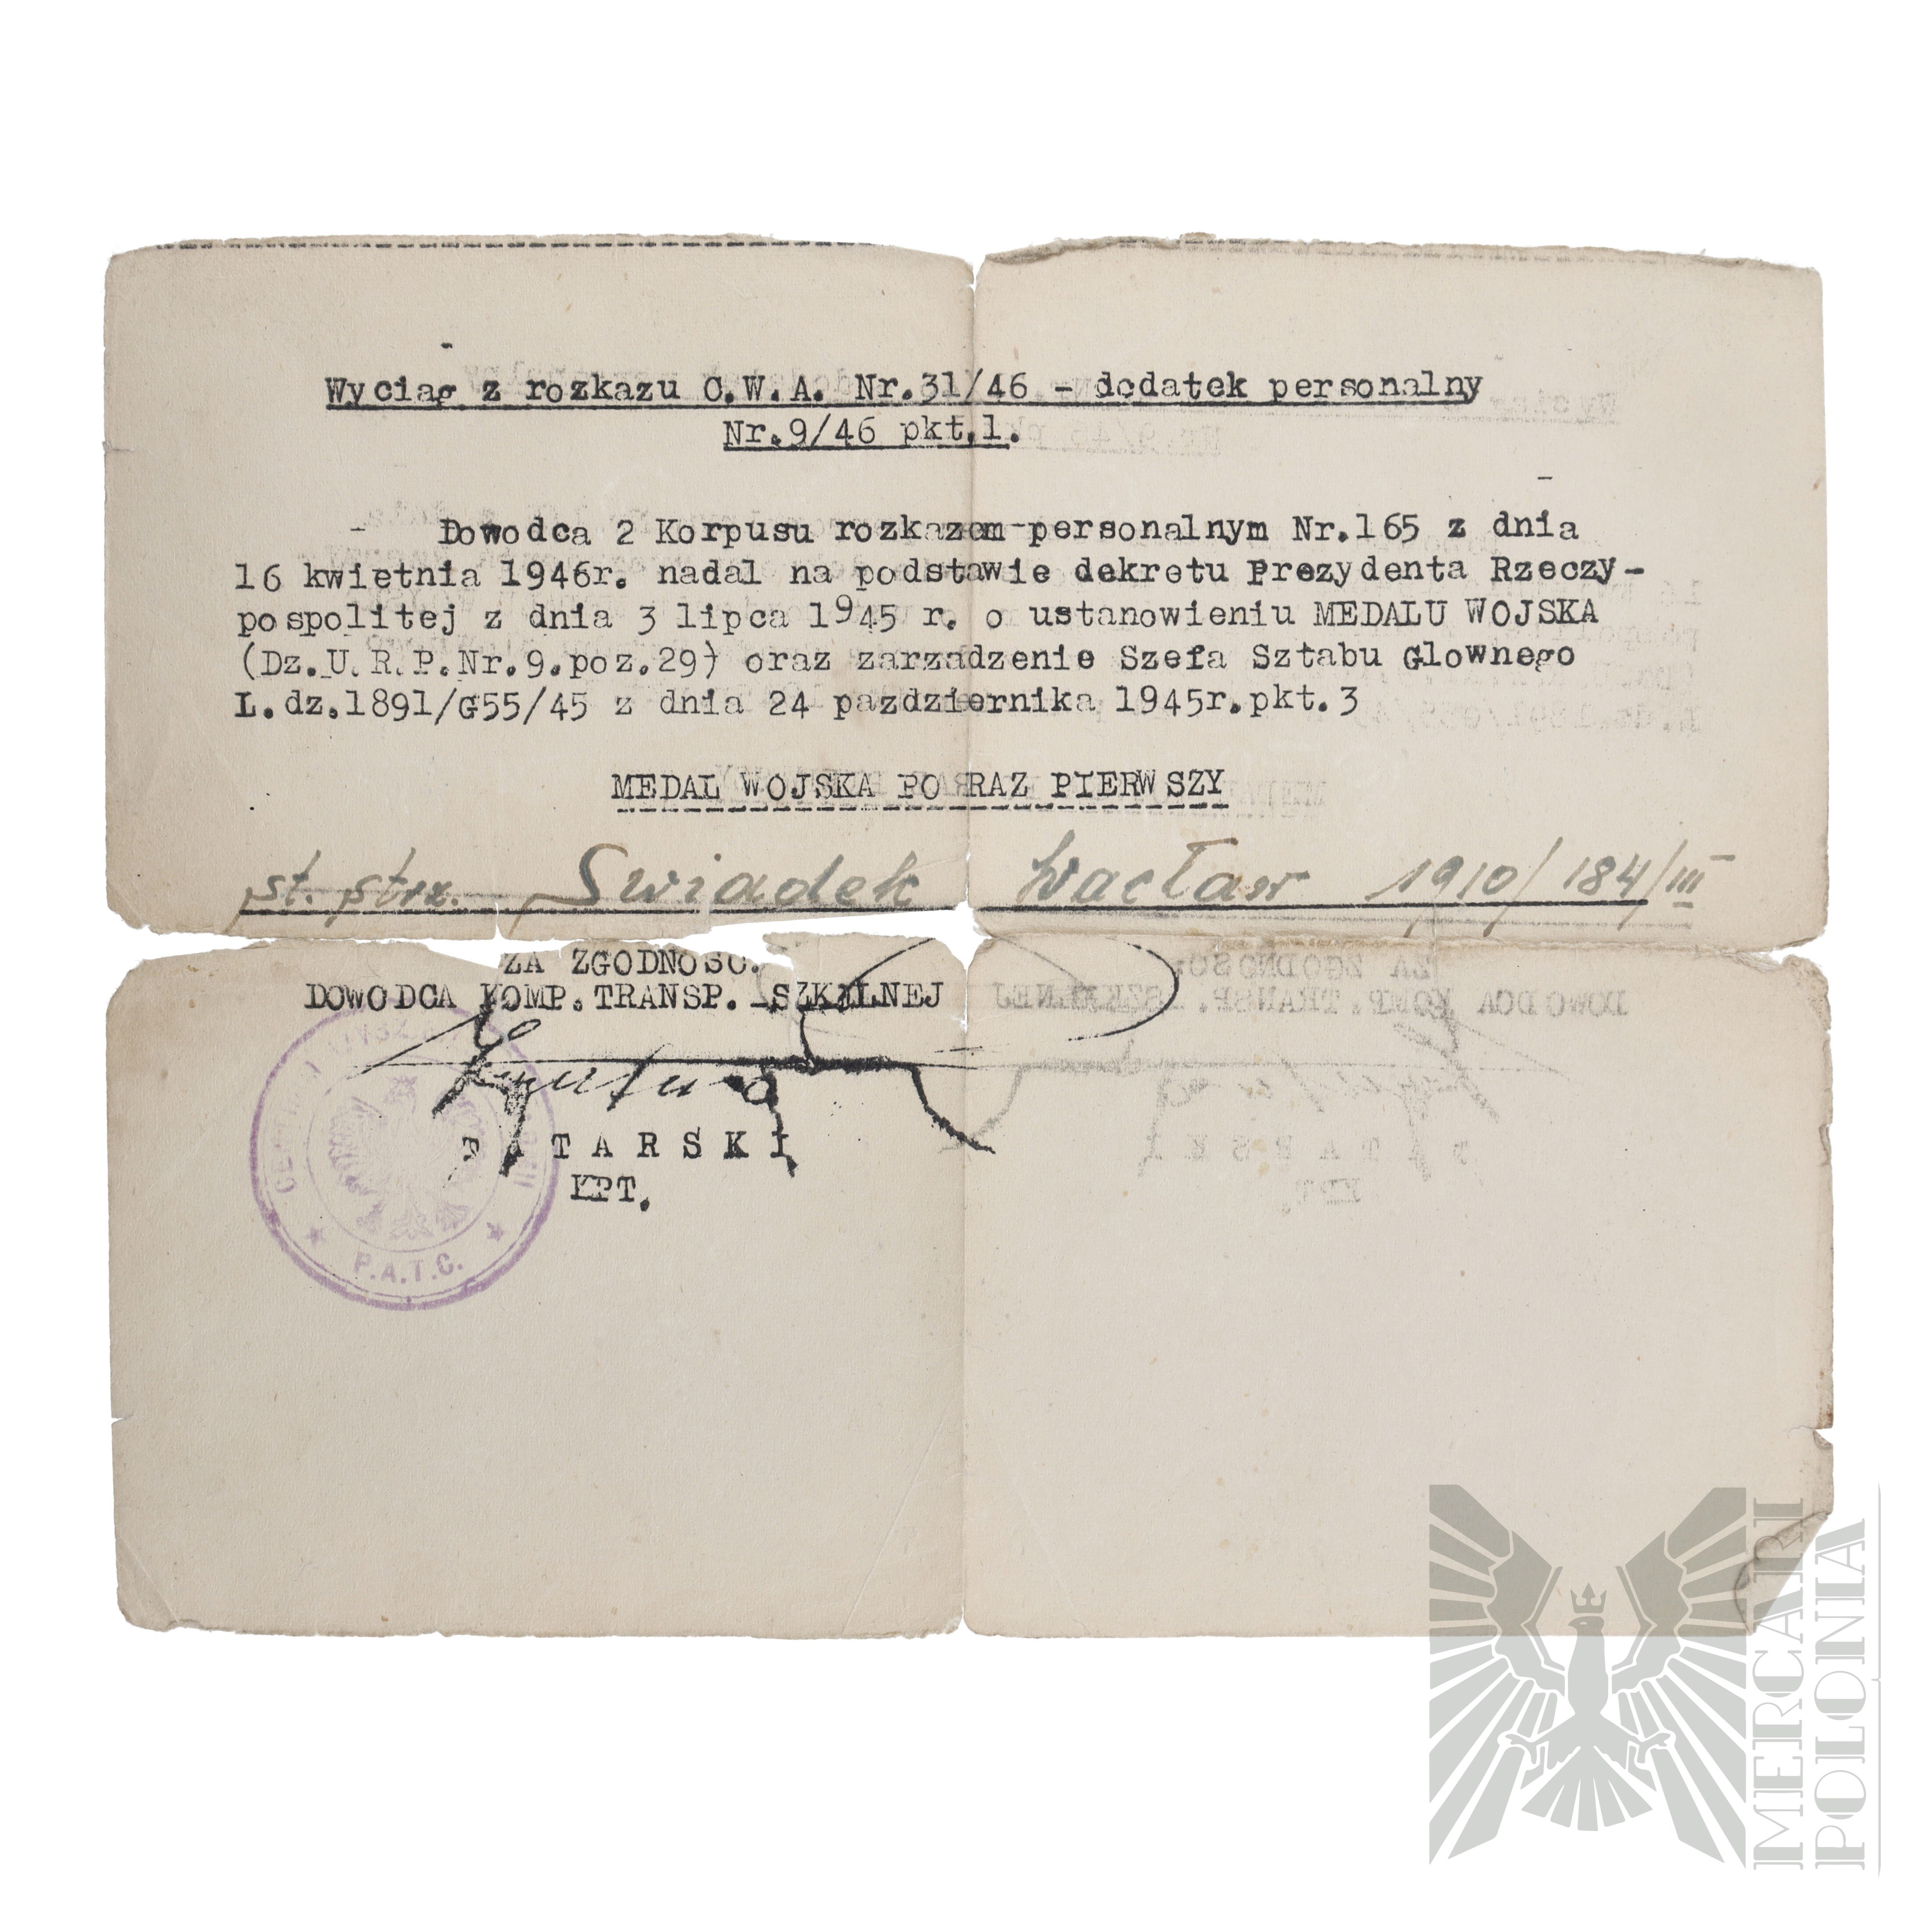 Wyciąg z rozkazu C.W.A. Nr.31/46 - dodatek personalny
Nr.9/46 pkt.1.
Dowodca 2 Korpusu rozkazem personalnym Nr.165 z dnia
16 kwietnia 1946r. nadal na podstawie dekretu Prezydenta Rzeczy-
pospolitej z dnia 3 lipca 1945 r. o ustanowieniu MEDALU WOJSKA
(Dz.U.R.P.Nr.9.poz.29) oraz zarzadzenie Szefa Sztabu Glownego
L.dz.1891/G55/45 z dnia 24 pazdziernika 1945r.pkt.3
MEDAL WOJSKA PO RAZ PIERWSZY
st. strz. Swiadek Wacław 1910/184/III
ZA ZGODNOSC.
DOWODCA KOMP.TRANSP. SZKOLNEJ
TATARSKI
KPT.
P.A.T.C.
MERCARI
POLONIA